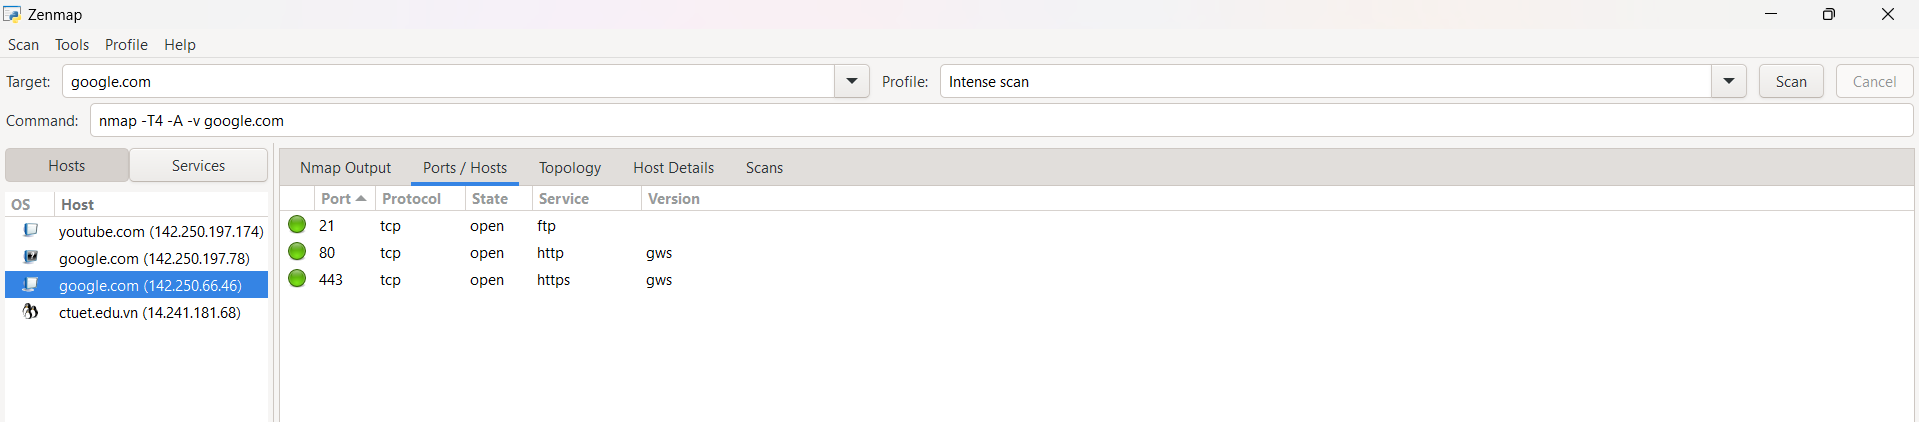 Zenmap
Scan Tools Profile Help
Target: google.com Profile: Intense scan Scan Cancel
Command: nmap -T4 -A -v google.com
Hosts Services
OS Host
youtube.com (142.250.197.174)
google.com (142.250.197.78)
google.com (142.250.66.46)
ctuet.edu.vn (14.241.181.68)
Nmap Output Ports / Hosts Topology Host Details Scans
Port Protocol State Service Version
21 tcp open ftp
80 tcp open http gws
443 tcp open https gws